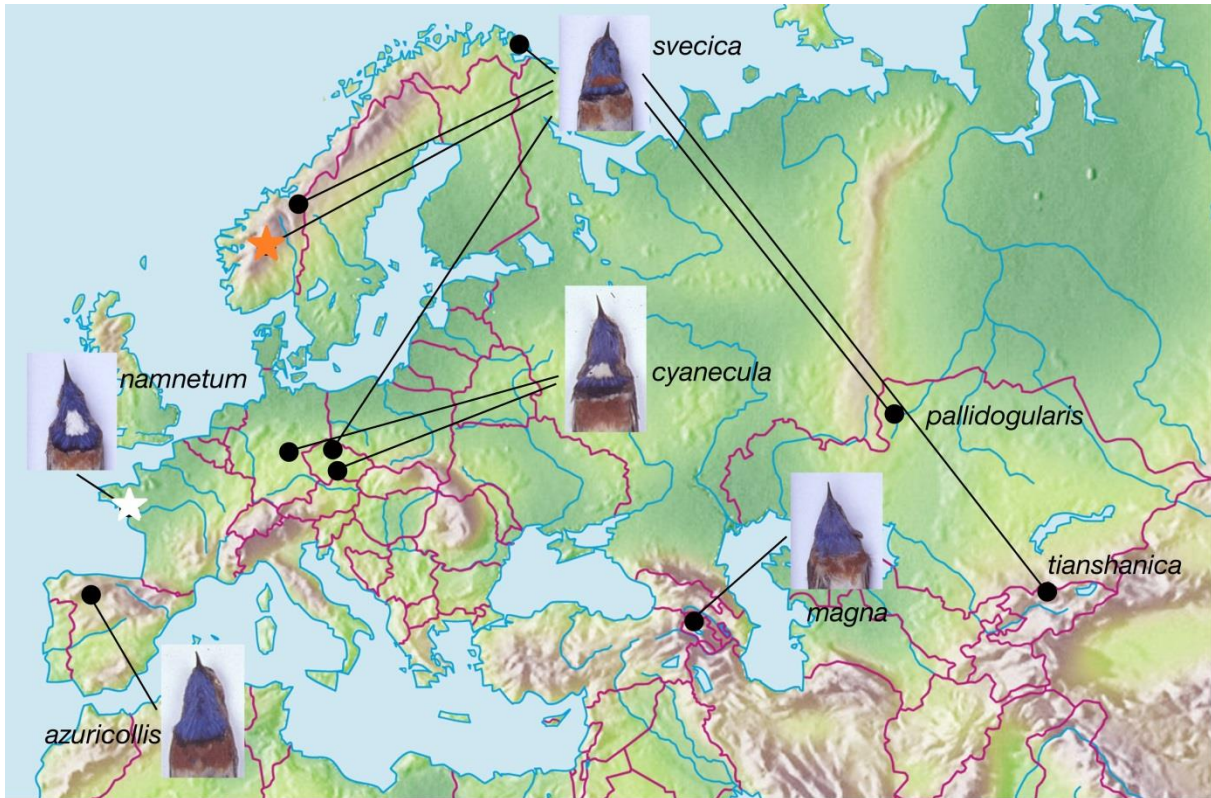 svecica
namnetum
cyanecula
pallidogularis
tianshanica
magna
azuricollis